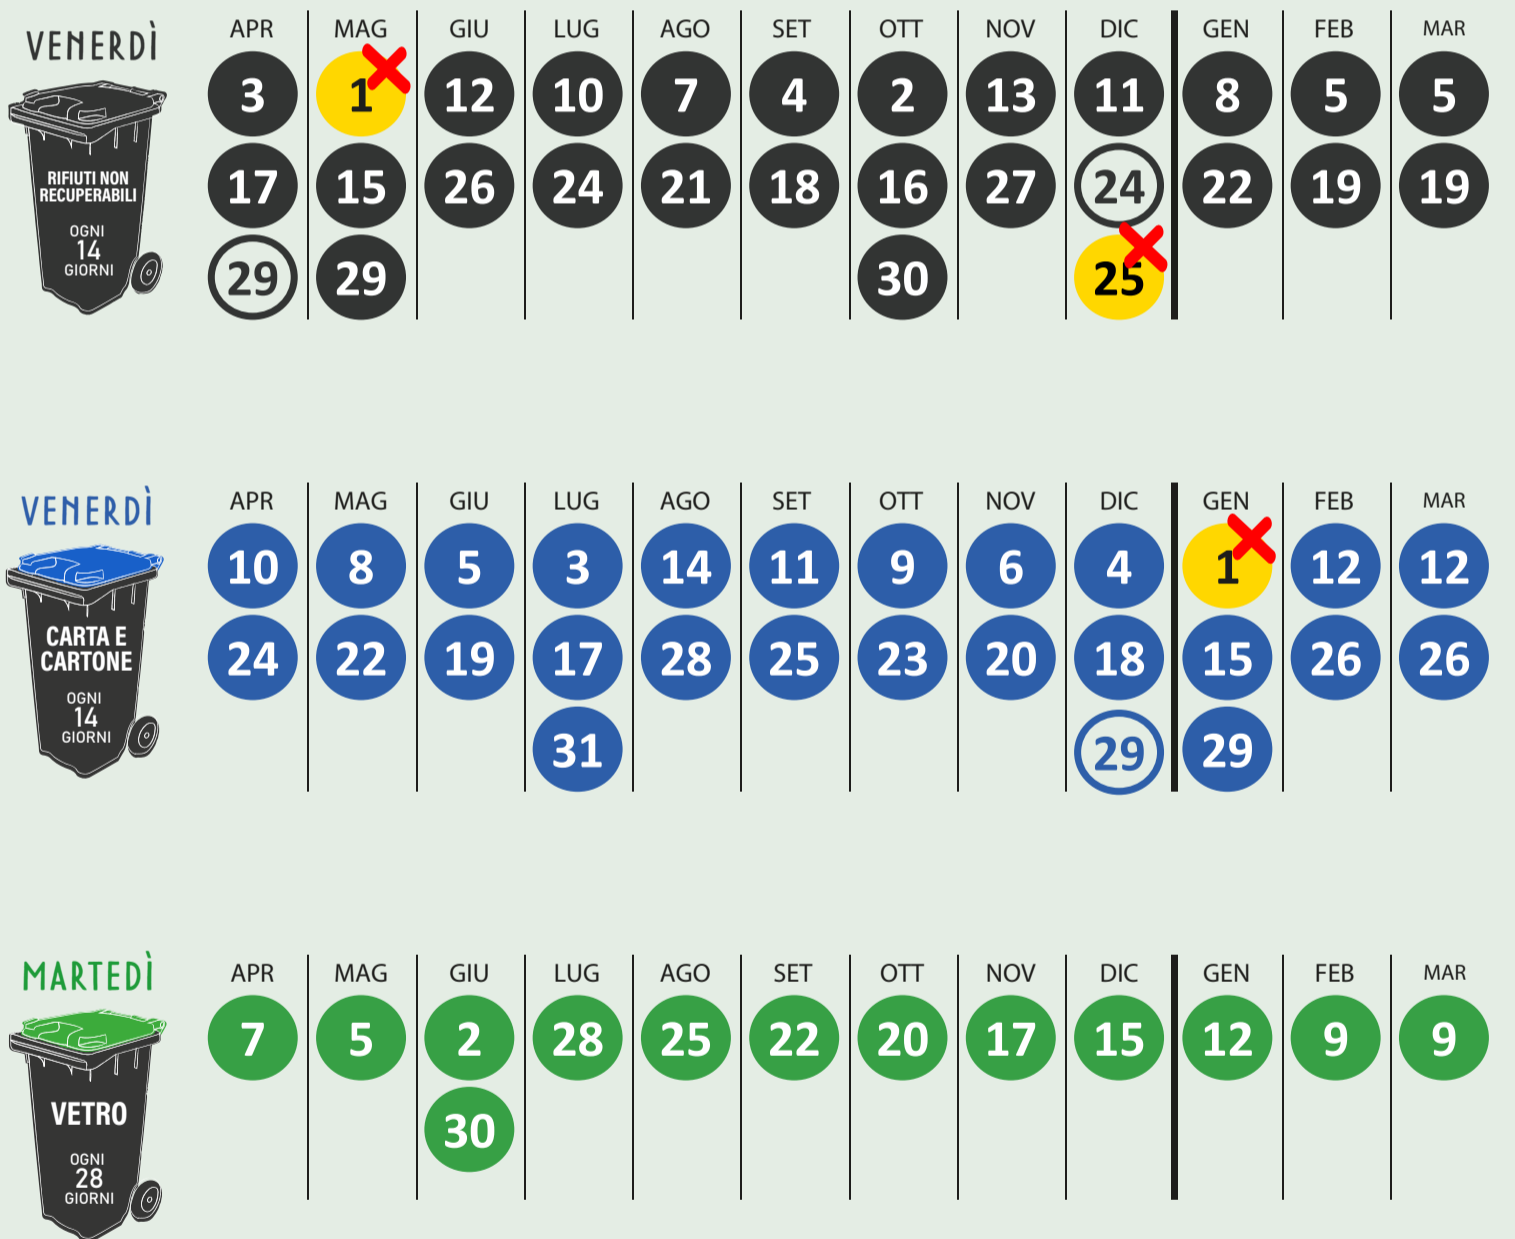 VENERDÌ
RIFIUTI NON
RECUPERABILI
OGNI
14
GIORNI
APR MAG GIU LUG AGO SET OTT NOV DIC GEN FEB MAR
3 1 12 10 7 4 2 13 11 8 5 5
17 15 26 24 21 18 16 27 24 22 19 19
29 29 30 25
VENERDÌ
CARTA E
CARTONE
OGNI
14
GIORNI
APR MAG GIU LUG AGO SET OTT NOV DIC GEN FEB MAR
10 8 5 3 14 11 9 6 4 1 12 12
24 22 19 17 28 25 23 20 18 15 26 26
31 29 29
MARTEDÌ
VETRO
OGNI
28
GIORNI
APR MAG GIU LUG AGO SET OTT NOV DIC GEN FEB MAR
7 5 2 28 25 22 20 17 15 12 9 9
30